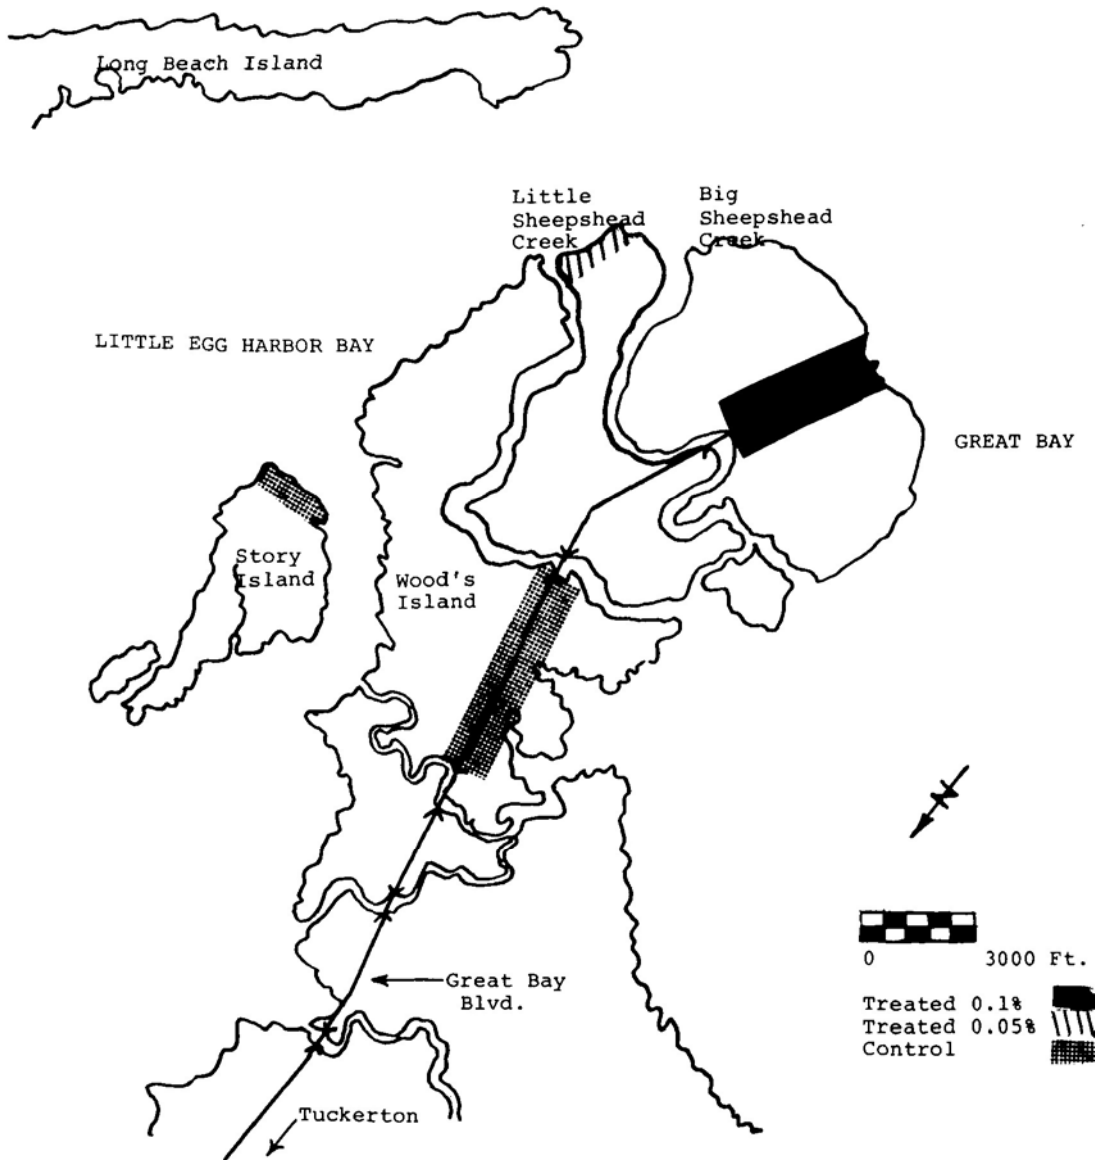 Long Beach Island
Little
Sheepshead
Creek
Big
Sheepshead
Creek
LITTLE EGG HARBOR BAY
GREAT BAY
Story
Island
Wood's
Island
N
0 3000 Ft.
Great Bay
Blvd.
Treated 0.1%
Treated 0.05%
Control
Tuckerton